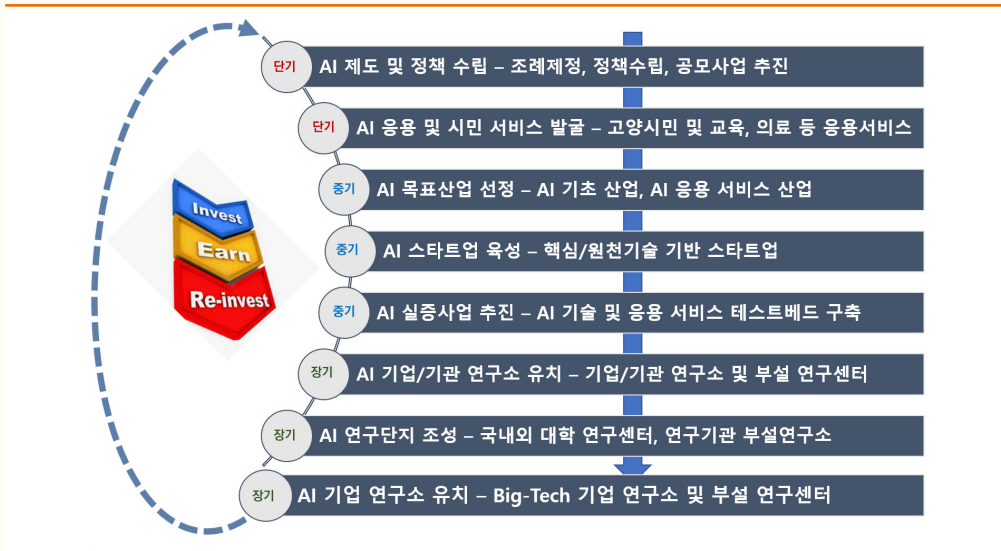 단기 AI 제도 및 정책 수립 – 조례제정, 정책수립, 공모사업 추진
단기 AI 응용 및 시민 서비스 발굴 – 고양시민 및 교육, 의료 등 응용서비스
중기 AI 목표산업 선정 – AI 기초 산업, AI 응용 서비스 산업
Invest
Earn
Re-invest
중기 AI 스타트업 육성 – 핵심/원천기술 기반 스타트업
중기 AI 실증사업 추진 – AI 기술 및 응용 서비스 테스트베드 구축
장기 AI 기업/기관 연구소 유치 – 기업/기관 연구소 및 부설 연구센터
장기 AI 연구단지 조성 – 국내외 대학 연구센터, 연구기관 부설연구소
장기 AI 기업 연구소 유치 – Big-Tech 기업 연구소 및 부설 연구센터